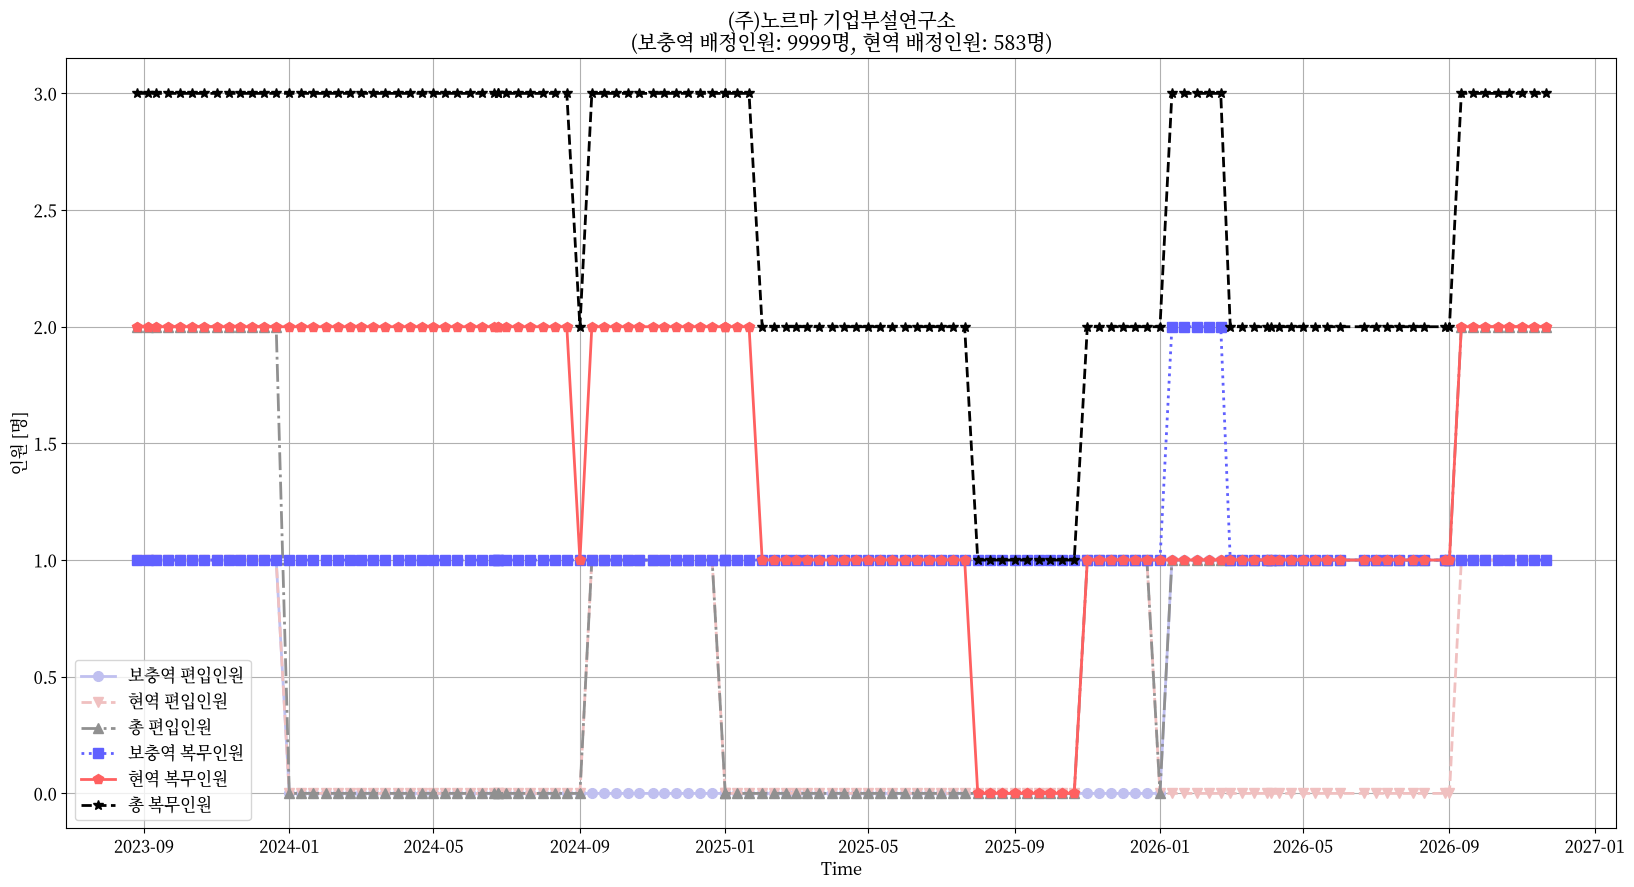 (주)노르마 기업부설연구소
(보충역 배정인원: 9999명, 현역 배정인원: 583명)
인원 [명]
3.0
2.5
2.0
1.5
1.0
0.5
0.0
보충역 편입인원
현역 편입인원
총 편입인원
보충역 복무인원
현역 복무인원
총 복무인원
2023-09 2024-01 2024-05 2024-09 2025-01 2025-05 2025-09 2026-01 2026-05 2026-09 2027-01
Time